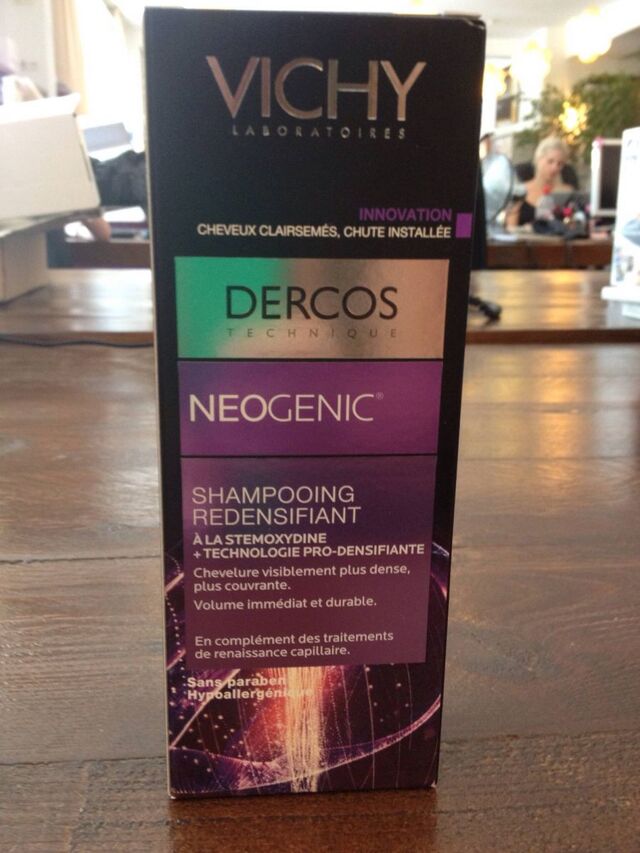 VICHY
LABORATOIRES
INNOVATION
CHEVEUX CLAIRSEMÉS, CHUTE INSTALLÉE
DERCOS
TECHNIQUE
NEOGENIC®
SHAMPOOING
REDENSIFIANT
À LA STEMOXYDINE
+ TECHNOLOGIE PRO-DENSIFIANTE
Chevelure visiblement plus dense,
plus couvrante.
Volume immédiat et durable.
En complément des traitements
de renaissance capillaire.
Sans paraben
Hypoallergénique